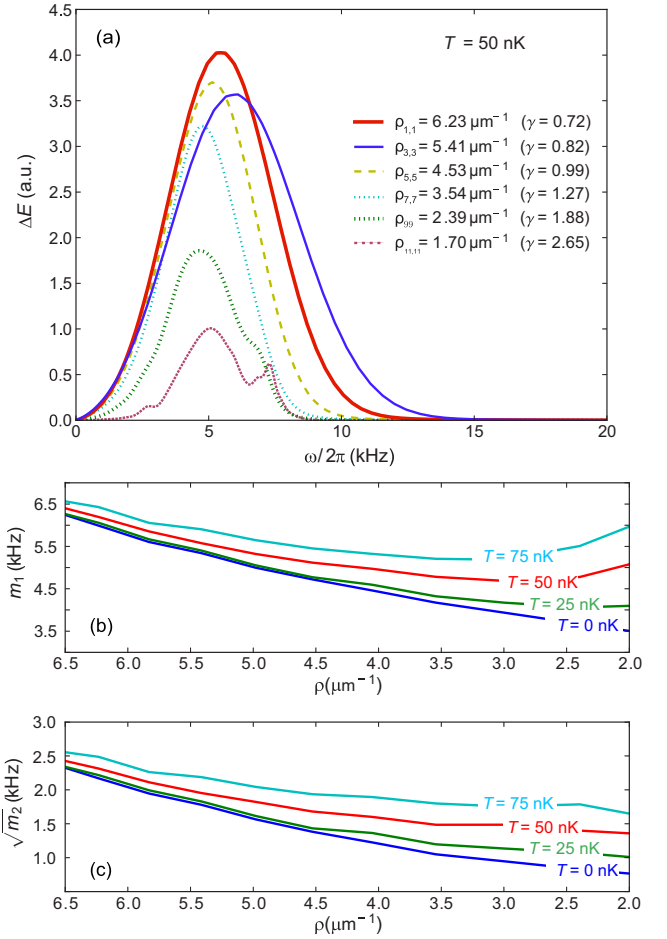 (a)
T = 50 nK
ρ1,1 = 6.23 μm⁻¹ (γ = 0.72)
ρ3,3 = 5.41 μm⁻¹ (γ = 0.82)
ρ5,5 = 4.53 μm⁻¹ (γ = 0.99)
ρ7,7 = 3.54 μm⁻¹ (γ = 1.27)
ρ99 = 2.39 μm⁻¹ (γ = 1.88)
ρ11,11 = 1.70 μm⁻¹ (γ = 2.65)
4.5
4.0
3.5
3.0
2.5
2.0
1.5
1.0
0.5
0.0
ΔE (a.u.)
0 5 10 15 20
ω/2π (kHz)
6.5
5.5
4.5
3.5
m₁ (kHz)
T = 75 nK
T = 50 nK
T = 25 nK
T = 0 nK
(b)
6.5 6.0 5.5 5.0 4.5 4.0 3.5 3.0 2.5 2.0
ρ(μm⁻¹)
3.0
2.5
2.0
1.5
1.0
√m₂ (kHz)
T = 75 nK
T = 50 nK
T = 25 nK
T = 0 nK
(c)
6.5 6.0 5.5 5.0 4.5 4.0 3.5 3.0 2.5 2.0
ρ(μm⁻¹)